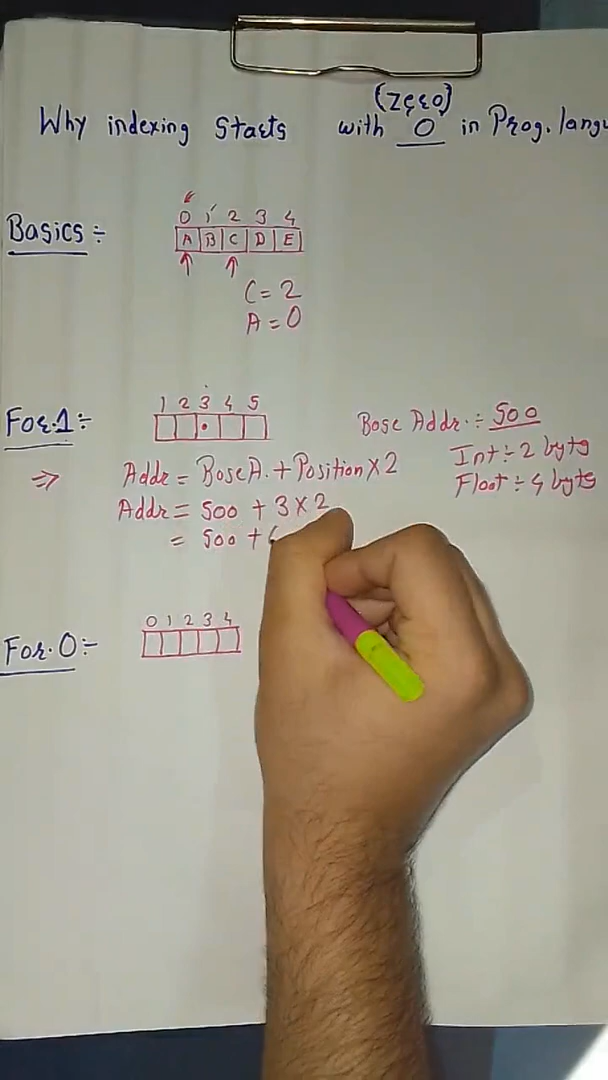 (Zero)
Why indexing Starts with 0 in Prog. langu
Basics :-
0 1 2 3 4
A B C D E
C = 2
A = 0
For.1 :-
1 2 3 4 5
Base Addr. :- 500
Int :- 2 byts
Float :- 4 byts
⇒ Addr = Base A. + Position × 2
Addr = 500 + 3 × 2
= 500 +
For. 0 :-
0 1 2 3 4